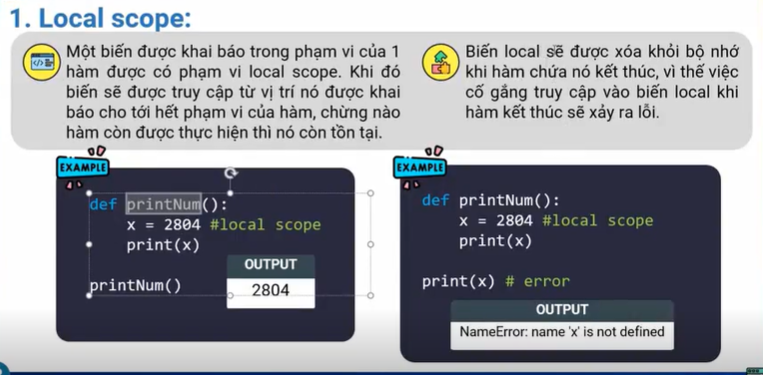 1. Local scope:
Một biến được khai báo trong phạm vi của 1
hàm được có phạm vi local scope. Khi đó
biến sẽ được truy cập từ vị trí nó được khai
báo cho tới hết phạm vi của hàm, chừng nào
hàm còn được thực hiện thì nó còn tồn tại.
Biến local sẽ được xóa khỏi bộ nhớ
khi hàm chứa nó kết thúc, vì thế việc
cố gắng truy cập vào biến local khi
hàm kết thúc sẽ xảy ra lỗi.
EXAMPLE
def printNum():
x = 2804 #local scope
print(x)
printNum()
OUTPUT
2804
EXAMPLE
def printNum():
x = 2804 #local scope
print(x)
print(x) # error
OUTPUT
NameError: name 'x' is not defined